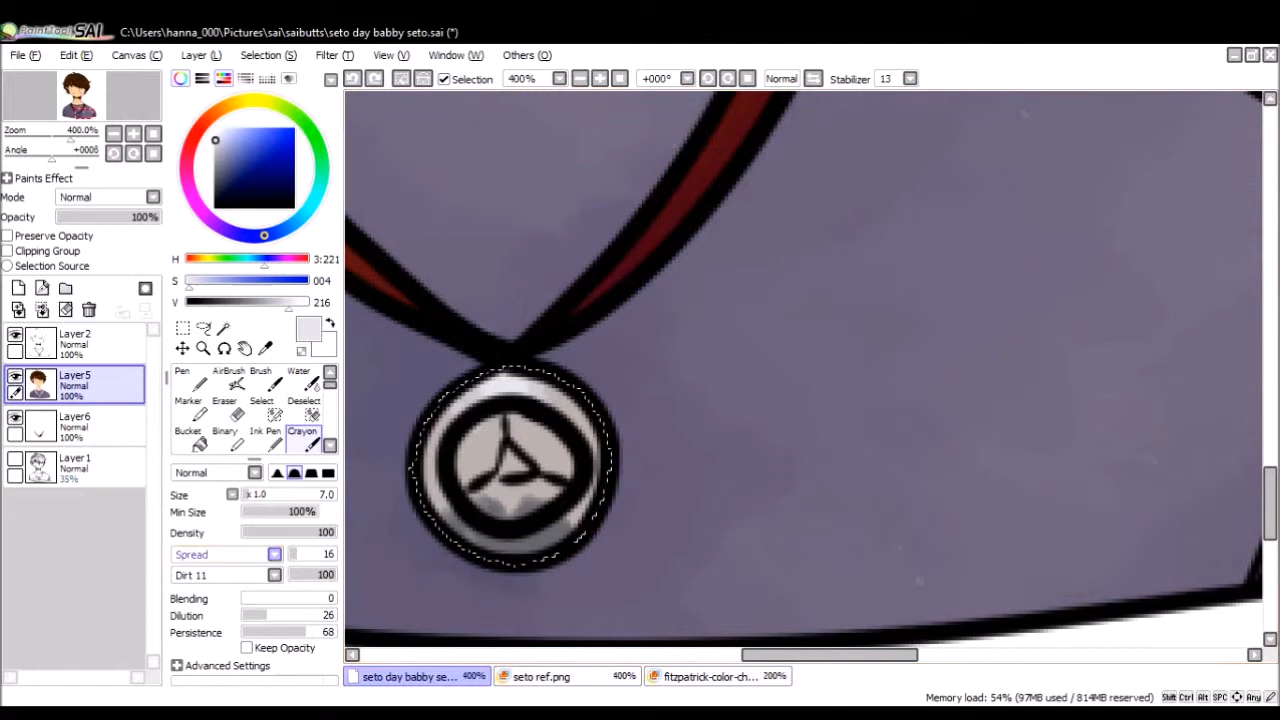 PaintTool SAI C:\Users\hanna_000\Pictures\sai\saibutts\seto day babby seto.sai (*)
File (F) Edit (E) Canvas (C) Layer (L) Selection (S) Filter (T) View (V) Window (W) Others (O)
Selection 400% +000° Normal Stabilizer 13
Zoom 400.0%
Angle +000δ
Paints Effect
Mode Normal
Opacity 100%
Preserve Opacity
Clipping Group
Selection Source
Layer2
Normal
100%
Layer5
Normal
100%
Layer6
Normal
100%
Layer1
Normal
35%
H 3:221
S 004
V 216
Pen AirBrush Brush Water
Marker Eraser Select Deselect
Bucket Binary Ink Pen Crayon
Normal
Size x 1.0 7.0
Min Size 100%
Density 100
Spread 16
Dirt 11 100
Blending 0
Dilution 26
Persistence 68
Keep Opacity
Advanced Settings
seto day babby se... 400% seto ref.png 400% fitzpatrick-color-ch... 200%
Memory load: 54% (97MB used / 814MB reserved) Shift Ctrl Alt SPC Any